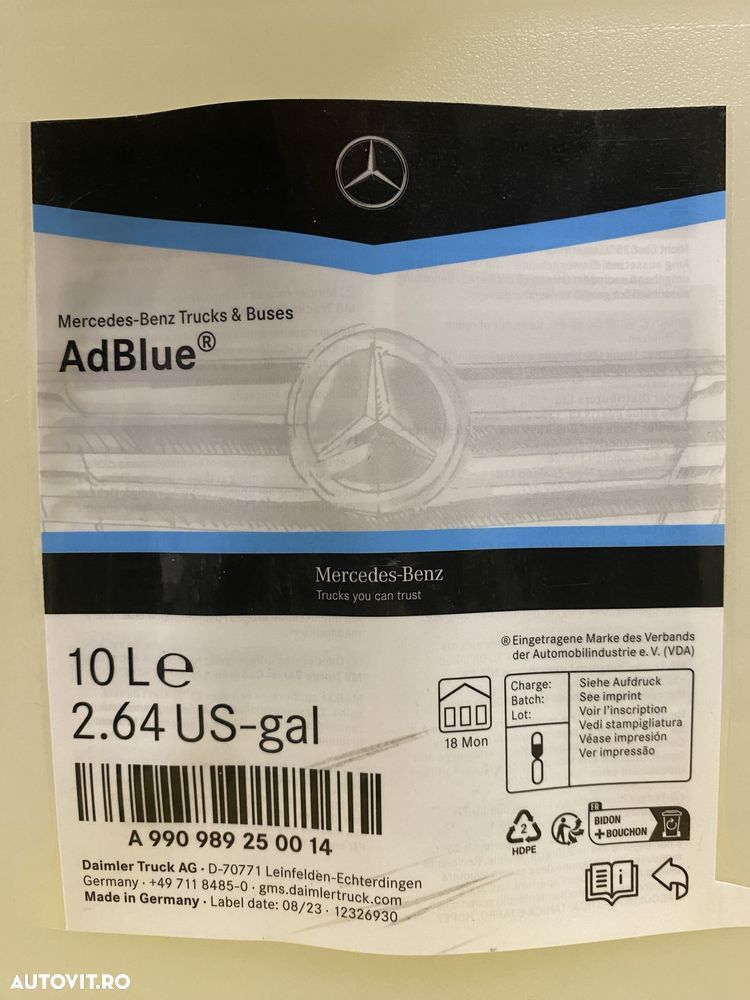 Mercedes-Benz Trucks & Buses
AdBlue®
Mercedes-Benz
Trucks you can trust
10 L ℮
2.64 US-gal
® Eingetragene Marke des Verbands
der Automobilindustrie e. V. (VDA)
18 Mon
Charge:
Batch:
Lot:
Siehe Aufdruck
See imprint
Voir l'inscription
Vedi stampigliatura
Véase impresión
Ver impressão
A 990 989 25 00 14
2
HDPE
FR
BIDON
+ BOUCHON
Daimler Truck AG · D-70771 Leinfelden-Echterdingen
Germany · +49 711 8485-0 · gms.daimlertruck.com
Made in Germany · Label date: 08/23 · 12326930
AUTOVIT.RO